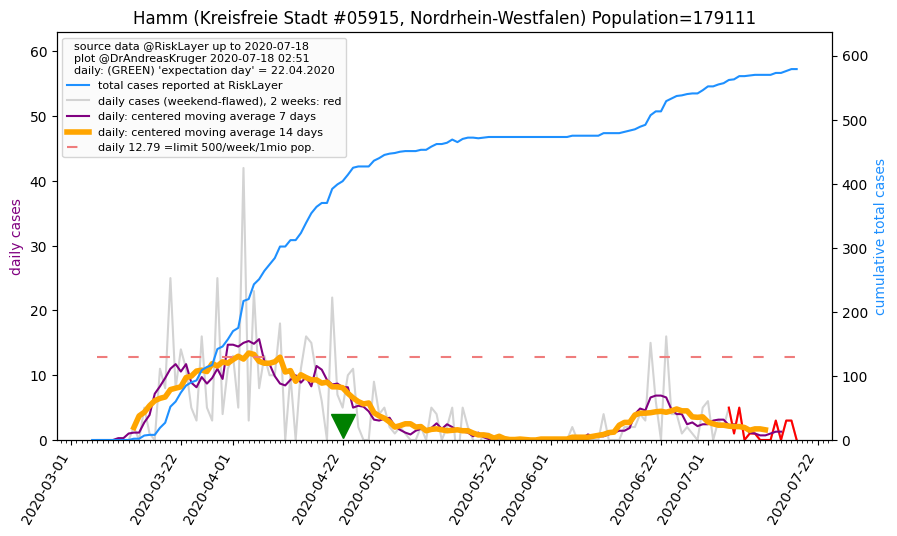 Hamm (Kreisfreie Stadt #05915, Nordrhein-Westfalen) Population=179111
source data @RiskLayer up to 2020-07-18
plot @DrAndreasKruger 2020-07-18 02:51
daily: (GREEN) 'expectation day' = 22.04.2020
total cases reported at RiskLayer
daily cases (weekend-flawed), 2 weeks: red
daily: centered moving average 7 days
daily: centered moving average 14 days
daily 12.79 =limit 500/week/1mio pop.
daily cases
60
50
40
30
20
10
0
600
500
400
300
200
100
0
cumulative total cases
2020-03-01
2020-03-22
2020-04-01
2020-04-22
2020-05-01
2020-05-22
2020-06-01
2020-06-22
2020-07-01
2020-07-22